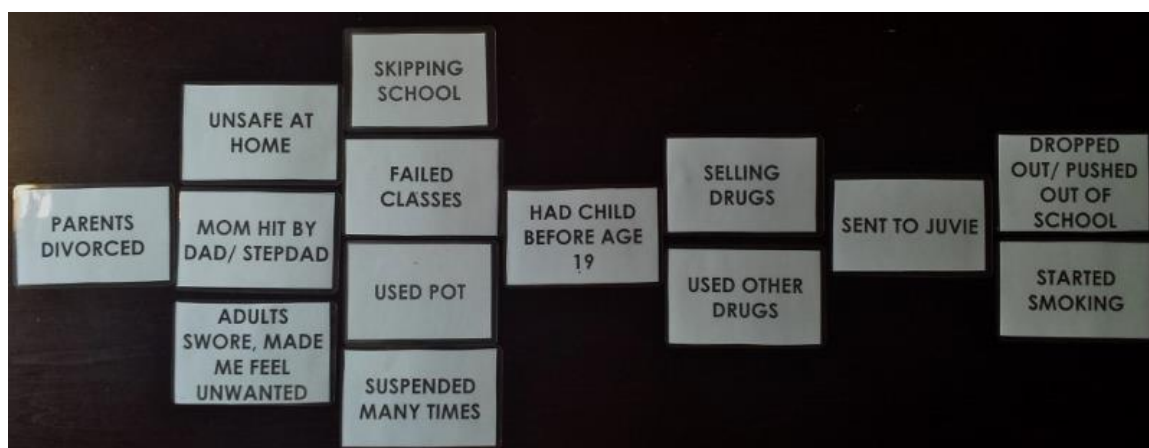 PARENTS
DIVORCED
UNSAFE AT
HOME
MOM HIT BY
DAD/ STEPDAD
ADULTS
SWORE, MADE
ME FEEL
UNWANTED
SKIPPING
SCHOOL
FAILED
CLASSES
USED POT
SUSPENDED
MANY TIMES
HAD CHILD
BEFORE AGE
19
SELLING
DRUGS
USED OTHER
DRUGS
SENT TO JUVIE
DROPPED
OUT/ PUSHED
OUT OF
SCHOOL
STARTED
SMOKING